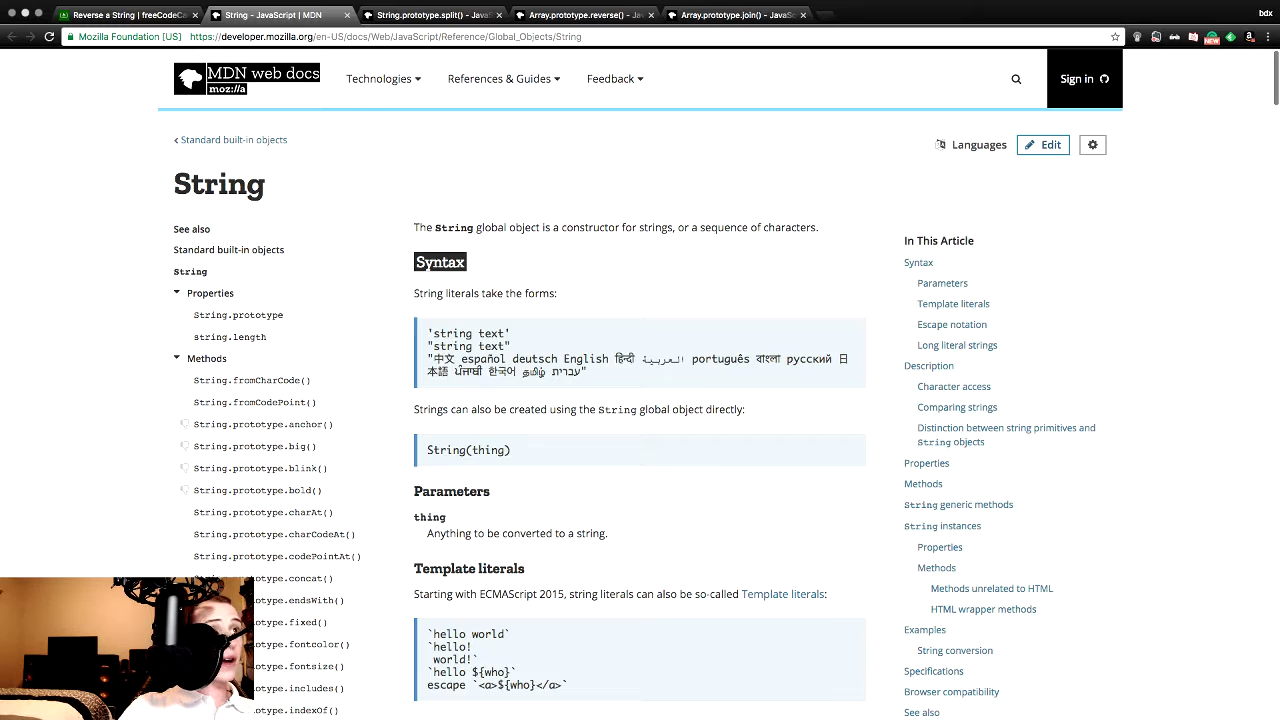 Reverse a String | freeCodeCa
String - JavaScript | MDN
String.prototype.split() - JavaS
Array.prototype.reverse() - Jav
Array.prototype.join() - JavaSc
bdx
Mozilla Foundation [US]
https://developer.mozilla.org/en-US/docs/Web/JavaScript/Reference/Global_Objects/String
NEW
MDN web docs
moz://a
Technologies
References & Guides
Feedback
Sign in
Standard built-in objects
Languages
Edit
String
See also
Standard built-in objects
String
Properties
String.prototype
String.length
Methods
String.fromCharCode()
String.fromCodePoint()
String.prototype.anchor()
String.prototype.big()
String.prototype.blink()
String.prototype.bold()
String.prototype.charAt()
String.prototype.charCodeAt()
String.prototype.codePointAt()
ototype.concat()
otype.endsWith()
otype.fixed()
otype.fontcolor()
otype.fontsize()
otype.includes()
otype.indexOf()
The String global object is a constructor for strings, or a sequence of characters.
Syntax
String literals take the forms:
'string text'
"string text"
"中文 español deutsch English हिन्दी العربية português বাংলা русский 日
本語 ਪੰਜਾਬੀ 한국어 தமிழ் עברית"
Strings can also be created using the String global object directly:
String(thing)
Parameters
thing
Anything to be converted to a string.
Template literals
Starting with ECMAScript 2015, string literals can also be so-called Template literals:
`hello world`
`hello!
 world!`
`hello ${who}`
escape `<a>${who}</a>`
In This Article
Syntax
Parameters
Template literals
Escape notation
Long literal strings
Description
Character access
Comparing strings
Distinction between string primitives and
String objects
Properties
Methods
String generic methods
String instances
Properties
Methods
Methods unrelated to HTML
HTML wrapper methods
Examples
String conversion
Specifications
Browser compatibility
See also